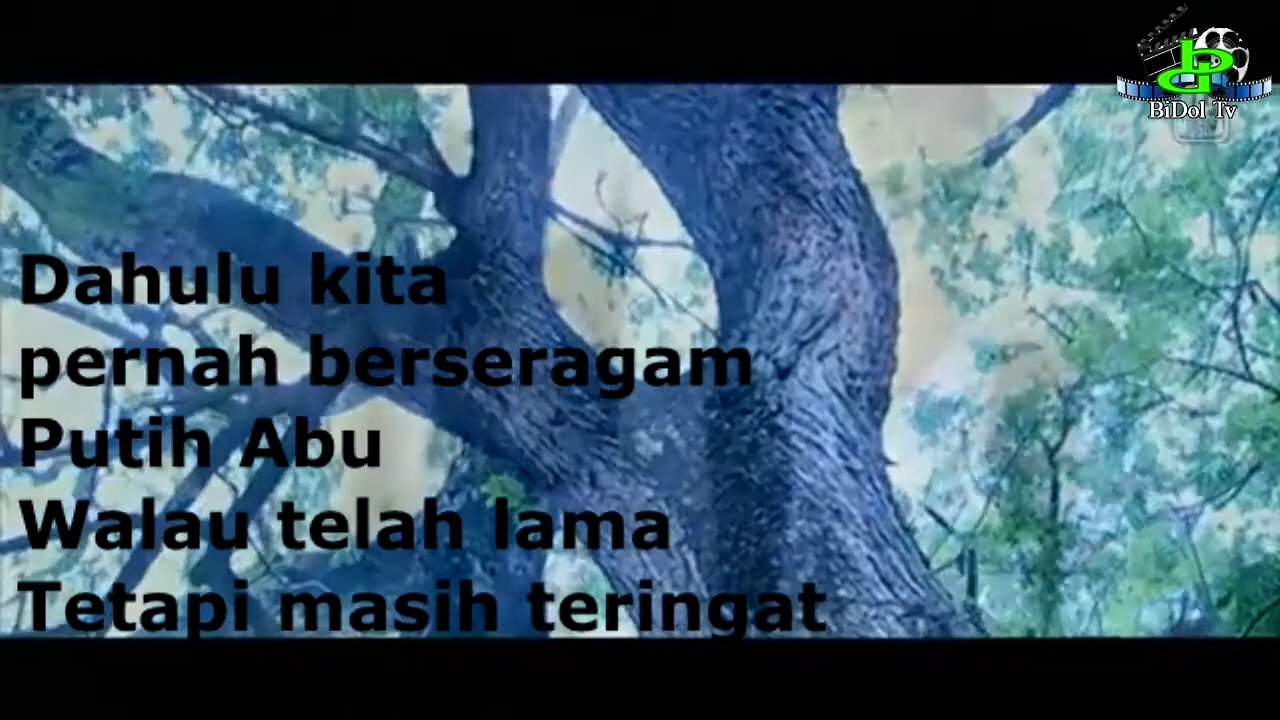 BiDol Tv
Dahulu kita
pernah berseragam
Putih Abu
Walau telah lama
Tetapi masih teringat